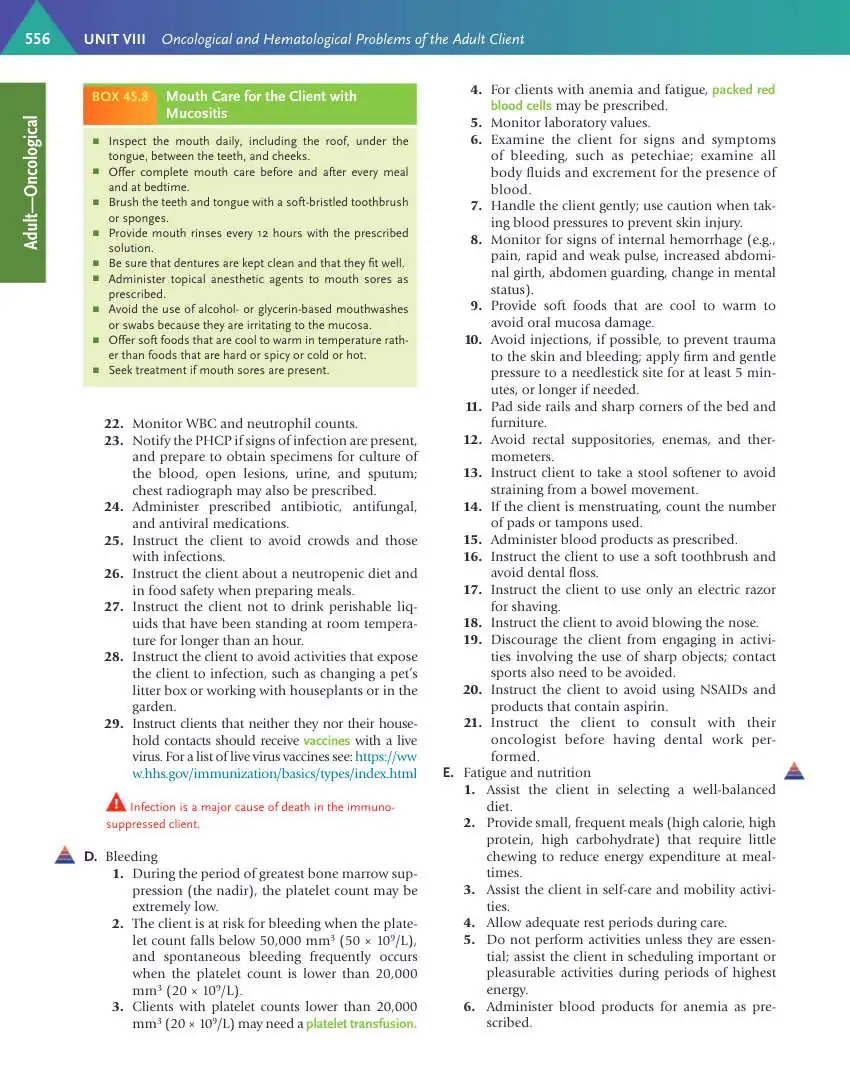 556
UNIT VIII Oncological and Hematological Problems of the Adult Client
Adult—Oncological
BOX 45.8 Mouth Care for the Client with
Mucositis
■ Inspect the mouth daily, including the roof, under the
tongue, between the teeth, and cheeks.
■ Offer complete mouth care before and after every meal
and at bedtime.
■ Brush the teeth and tongue with a soft-bristled toothbrush
or sponges.
■ Provide mouth rinses every 12 hours with the prescribed
solution.
■ Be sure that dentures are kept clean and that they fit well.
■ Administer topical anesthetic agents to mouth sores as
prescribed.
■ Avoid the use of alcohol- or glycerin-based mouthwashes
or swabs because they are irritating to the mucosa.
■ Offer soft foods that are cool to warm in temperature rath-
er than foods that are hard or spicy or cold or hot.
■ Seek treatment if mouth sores are present.
22. Monitor WBC and neutrophil counts.
23. Notify the PHCP if signs of infection are present,
and prepare to obtain specimens for culture of
the blood, open lesions, urine, and sputum;
chest radiograph may also be prescribed.
24. Administer prescribed antibiotic, antifungal,
and antiviral medications.
25. Instruct the client to avoid crowds and those
with infections.
26. Instruct the client about a neutropenic diet and
in food safety when preparing meals.
27. Instruct the client not to drink perishable liq-
uids that have been standing at room tempera-
ture for longer than an hour.
28. Instruct the client to avoid activities that expose
the client to infection, such as changing a pet's
litter box or working with houseplants or in the
garden.
29. Instruct clients that neither they nor their house-
hold contacts should receive vaccines with a live
virus. For a list of live virus vaccines see: https://ww
w.hhs.gov/immunization/basics/types/index.html
Infection is a major cause of death in the immuno-
suppressed client.
D. Bleeding
1. During the period of greatest bone marrow sup-
pression (the nadir), the platelet count may be
extremely low.
2. The client is at risk for bleeding when the plate-
let count falls below 50,000 mm³ (50 × 10⁹/L),
and spontaneous bleeding frequently occurs
when the platelet count is lower than 20,000
mm³ (20 × 10⁹/L).
3. Clients with platelet counts lower than 20,000
mm³ (20 × 10⁹/L) may need a platelet transfusion.
4. For clients with anemia and fatigue, packed red
blood cells may be prescribed.
5. Monitor laboratory values.
6. Examine the client for signs and symptoms
of bleeding, such as petechiae; examine all
body fluids and excrement for the presence of
blood.
7. Handle the client gently; use caution when tak-
ing blood pressures to prevent skin injury.
8. Monitor for signs of internal hemorrhage (e.g.,
pain, rapid and weak pulse, increased abdomi-
nal girth, abdomen guarding, change in mental
status).
9. Provide soft foods that are cool to warm to
avoid oral mucosa damage.
10. Avoid injections, if possible, to prevent trauma
to the skin and bleeding; apply firm and gentle
pressure to a needlestick site for at least 5 min-
utes, or longer if needed.
11. Pad side rails and sharp corners of the bed and
furniture.
12. Avoid rectal suppositories, enemas, and ther-
mometers.
13. Instruct client to take a stool softener to avoid
straining from a bowel movement.
14. If the client is menstruating, count the number
of pads or tampons used.
15. Administer blood products as prescribed.
16. Instruct the client to use a soft toothbrush and
avoid dental floss.
17. Instruct the client to use only an electric razor
for shaving.
18. Instruct the client to avoid blowing the nose.
19. Discourage the client from engaging in activi-
ties involving the use of sharp objects; contact
sports also need to be avoided.
20. Instruct the client to avoid using NSAIDs and
products that contain aspirin.
21. Instruct the client to consult with their
oncologist before having dental work per-
formed.
E. Fatigue and nutrition
1. Assist the client in selecting a well-balanced
diet.
2. Provide small, frequent meals (high calorie, high
protein, high carbohydrate) that require little
chewing to reduce energy expenditure at meal-
times.
3. Assist the client in self-care and mobility activi-
ties.
4. Allow adequate rest periods during care.
5. Do not perform activities unless they are essen-
tial; assist the client in scheduling important or
pleasurable activities during periods of highest
energy.
6. Administer blood products for anemia as pre-
scribed.